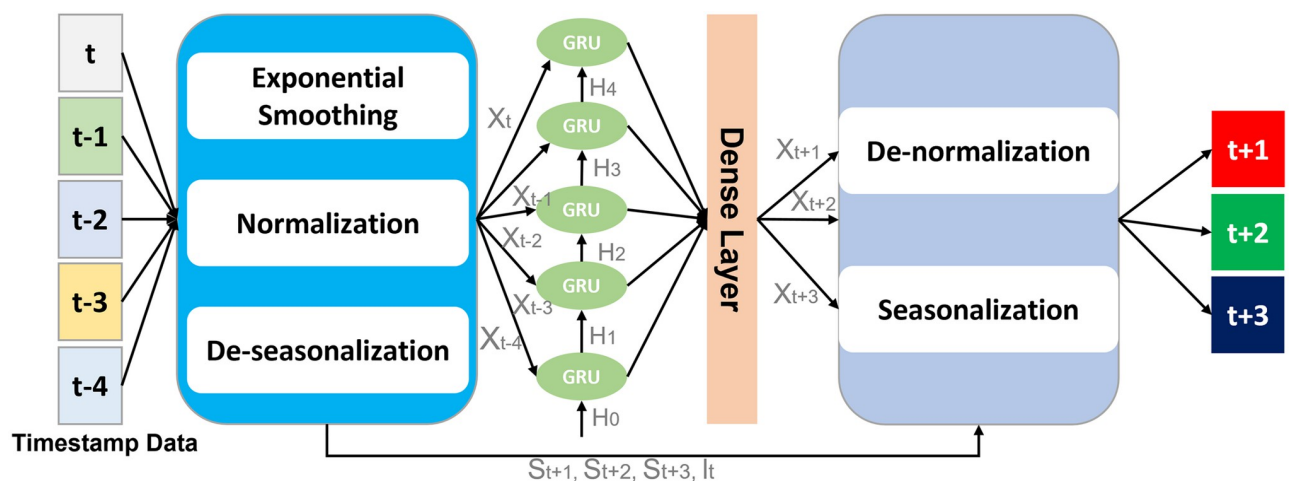 t
t-1
t-2
t-3
t-4
Timestamp Data
Exponential
Smoothing
Normalization
De-seasonalization
Xt
Xt-1
Xt-2
Xt-3
Xt-4
GRU
H4
GRU
H3
GRU
H2
GRU
H1
GRU
H0
Dense Layer
Xt+1
Xt+2
Xt+3
De-normalization
Seasonalization
t+1
t+2
t+3
St+1, St+2, St+3, lt